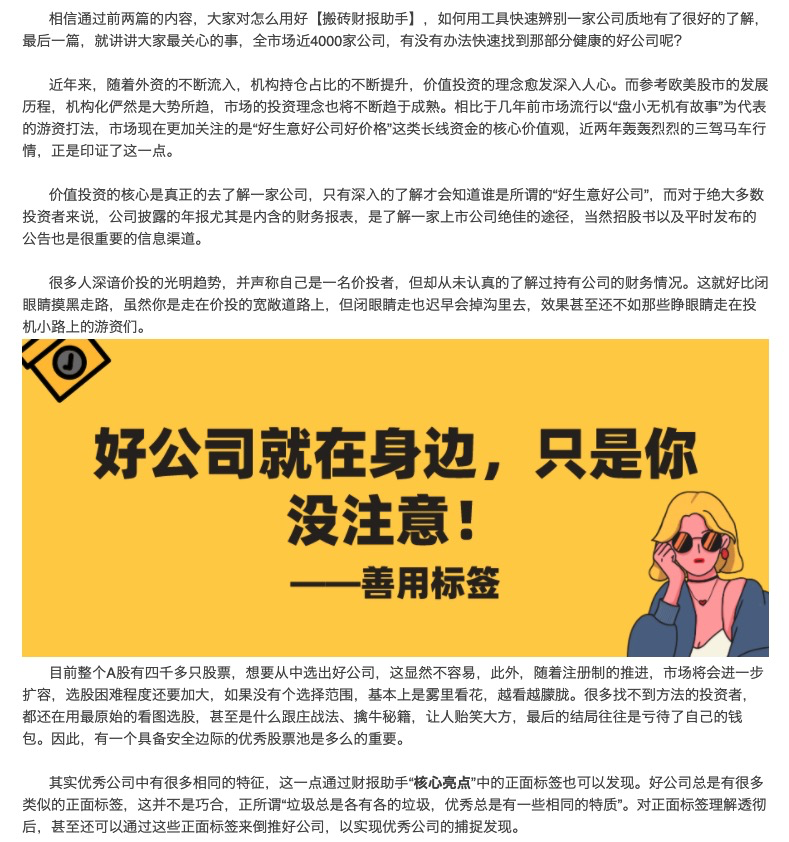 相信通过前两篇的内容，大家对怎么用好【搬砖财报助手】，如何用工具快速辨别一家公司质地有了很好的了解，
最后一篇，就讲讲大家最关心的事，全市场近4000家公司，有没有办法快速找到那部分健康的好公司呢？
近年来，随着外资的不断流入，机构持仓占比的不断提升，价值投资的理念愈发深入人心。而参考欧美股市的发展
历程，机构化俨然是大势所趋，市场的投资理念也将不断趋于成熟。相比于几年前市场流行以“盘小无机有故事”为代表
的游资打法，市场现在更加关注的是“好生意好公司好价格”这类长线资金的核心价值观，近两年轰轰烈烈的三驾马车行
情，正是印证了这一点。
价值投资的核心是真正的去了解一家公司，只有深入的了解才会知道谁是所谓的“好生意好公司”，而对于绝大多数
投资者来说，公司披露的年报尤其是内含的财务报表，是了解一家上市公司绝佳的途径，当然招股书以及平时发布的
公告也是很重要的信息渠道。
很多人深谙价投的光明趋势，并声称自己是一名价投者，但却从未认真的了解过持有公司的财务情况。这就好比闭
眼睛摸黑走路，虽然你是走在价投的宽敞道路上，但闭眼睛走也迟早会掉沟里去，效果甚至还不如那些睁眼睛走在投
机小路上的游资们。
好公司就在身边，只是你
没注意！
——善用标签
目前整个A股有四千多只股票，想要从中选出好公司，这显然不容易，此外，随着注册制的推进，市场将会进一步
扩容，选股困难程度还要加大，如果没有个选择范围，基本上是雾里看花，越看越朦胧。很多找不到方法的投资者，
都还在用最原始的看图选股，甚至是什么跟庄战法、擒牛秘籍，让人贻笑大方，最后的结局往往是亏待了自己的钱
包。因此，有一个具备安全边际的优秀股票池是多么的重要。
其实优秀公司中有很多相同的特征，这一点通过财报助手“核心亮点”中的正面标签也可以发现。好公司总是有很多
类似的正面标签，这并不是巧合，正所谓“垃圾总是各有各的垃圾，优秀总是有一些相同的特质”。对正面标签理解透彻
后，甚至还可以通过这些正面标签来倒推好公司，以实现优秀公司的捕捉发现。